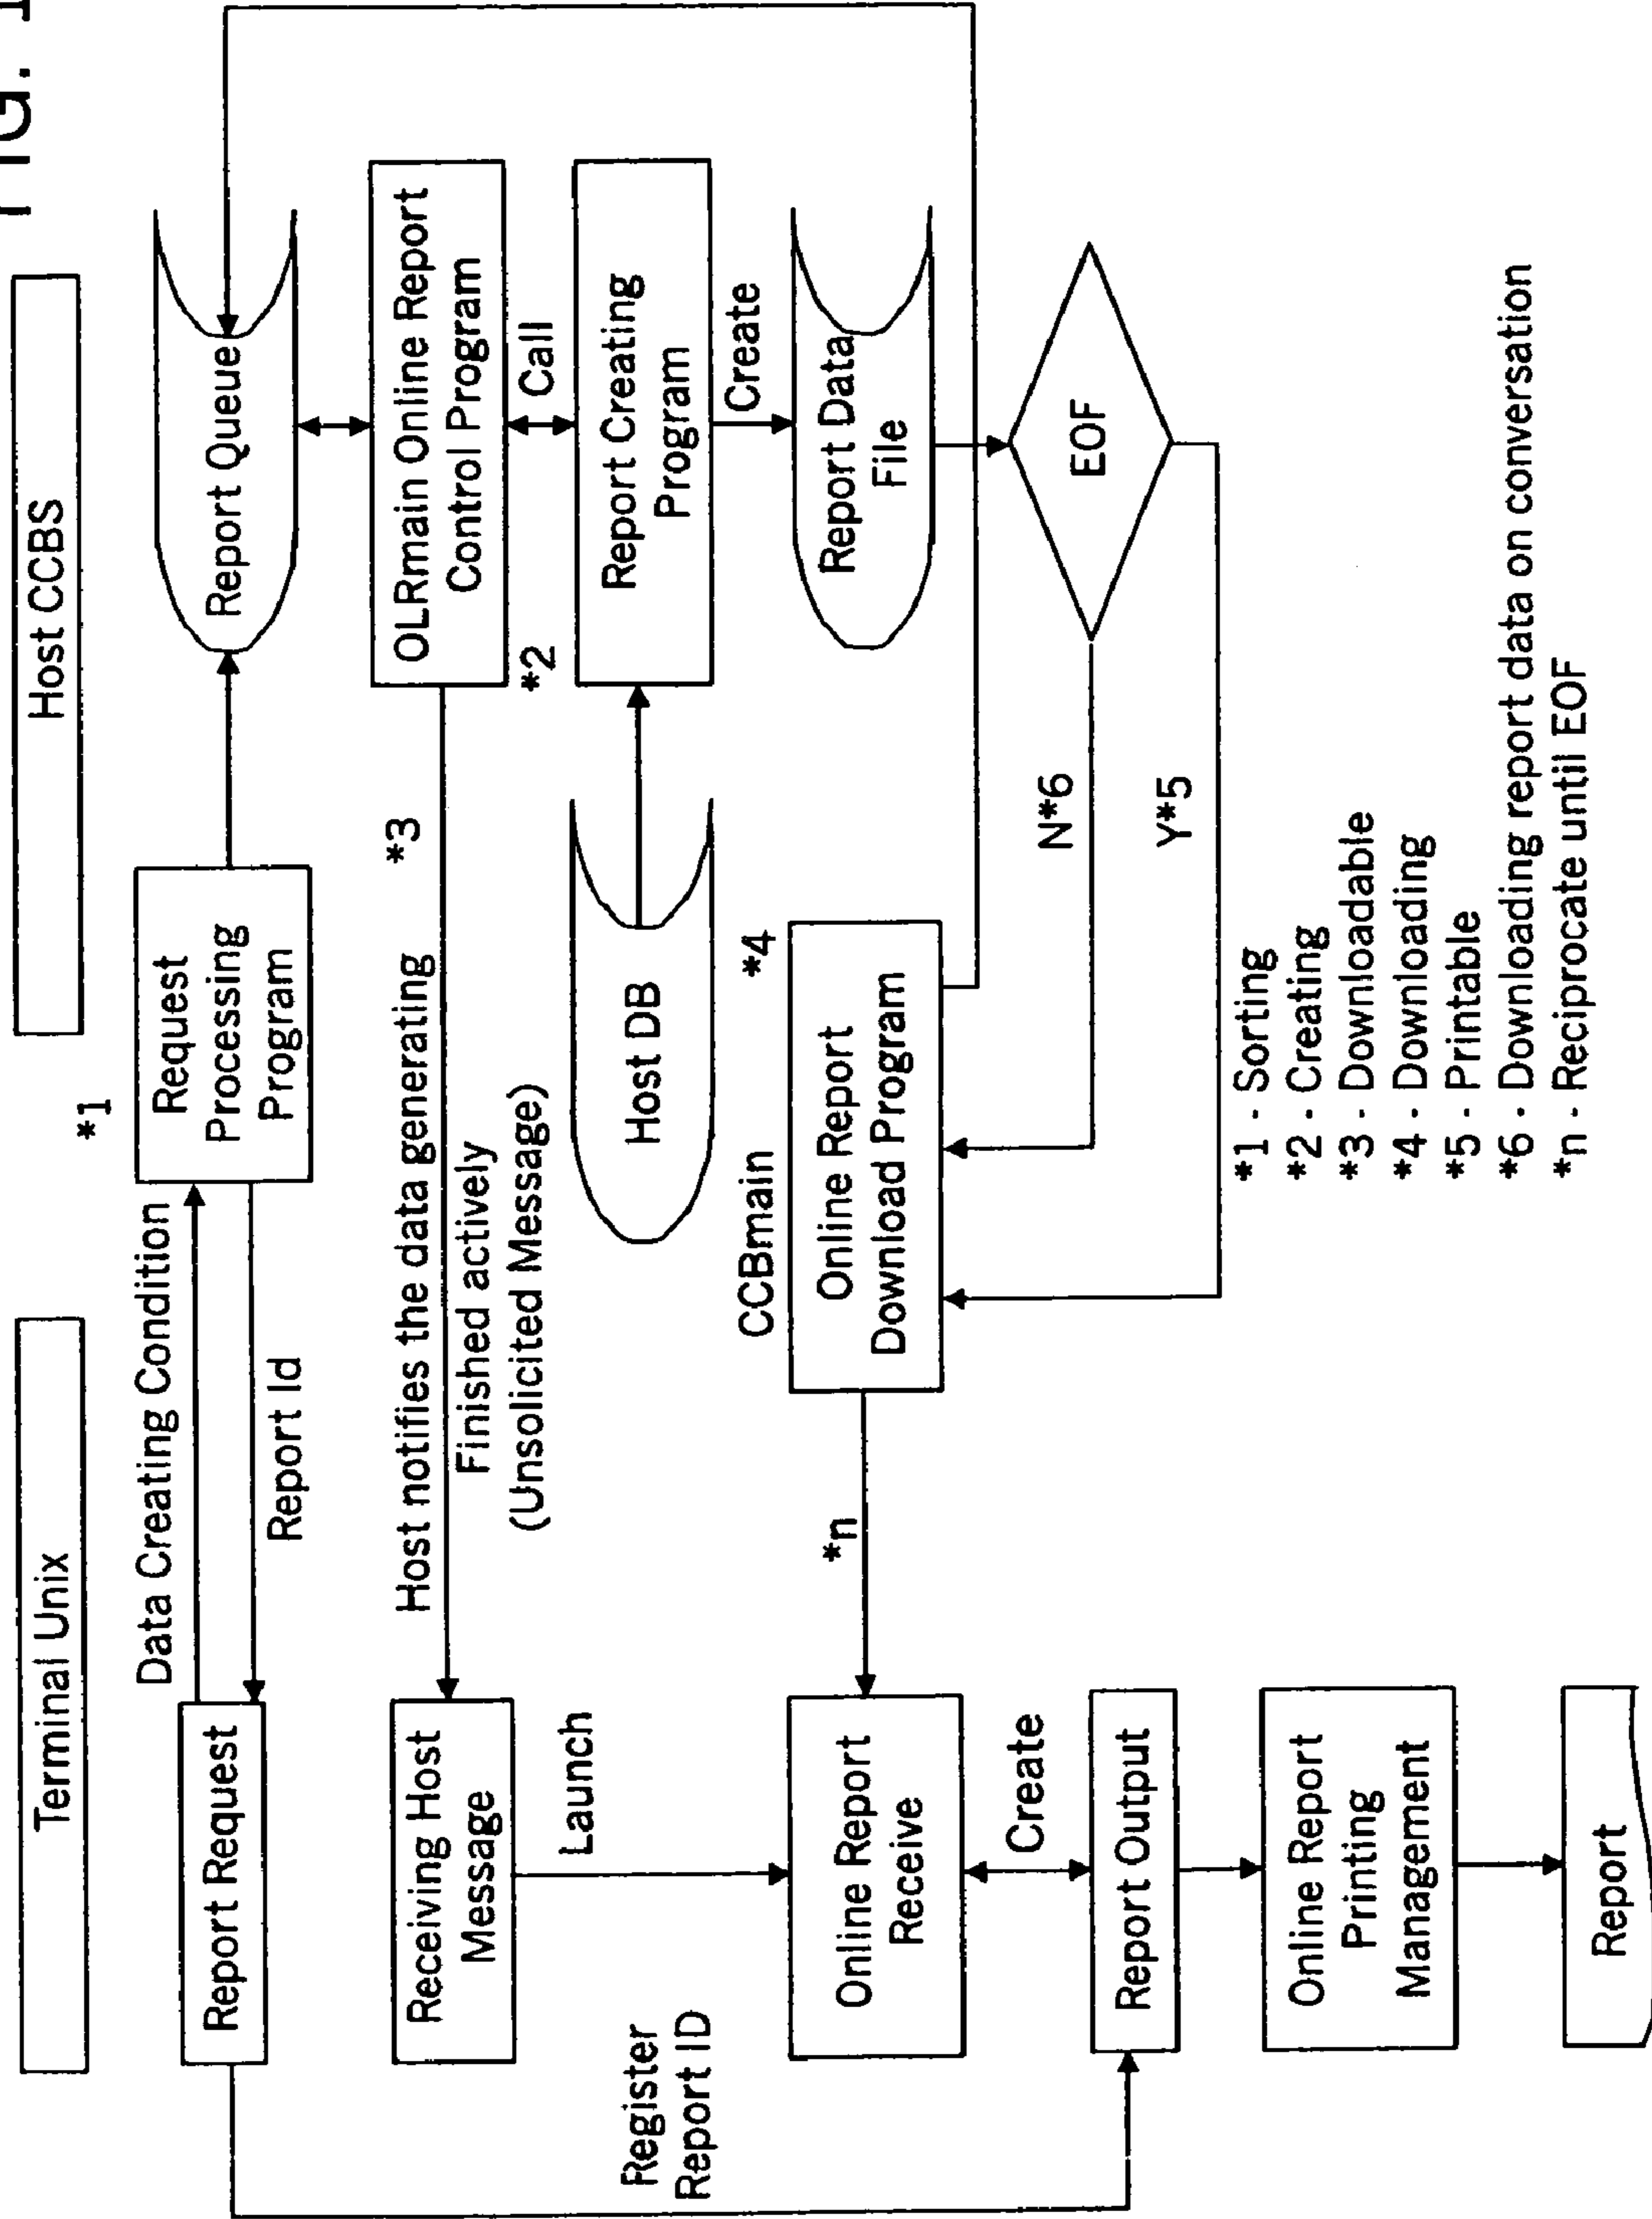 FIG. 1
Terminal Unix
Host CCBS
*1
Report Request
Data Creating Condition
Report Id
Request
Processing
Program
Report Queue
Receiving Host
Message
Host notifies the data generating
Finished actively
(Unsolicited Message)
*3
OLRmain Online Report
Control Program
*2
Call
Launch
Host DB
Report Creating
Program
Create
Register
Report ID
CCBmain
*4
Online Report
Receive
*n
Online Report
Download Program
Report Data
File
Create
N*6
EOF
Y*5
Report Output
Online Report
Printing
Management
Report
*1 - Sorting
*2 - Creating
*3 - Downloadable
*4 - Downloading
*5 - Printable
*6 - Downloading report data on conversation
*n - Reciprocate until EOF